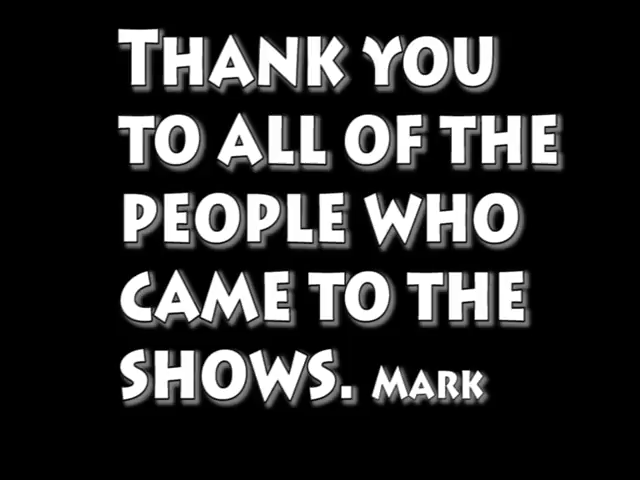 THANK YOU
TO ALL OF THE
PEOPLE WHO
CAME TO THE
SHOWS. MARK